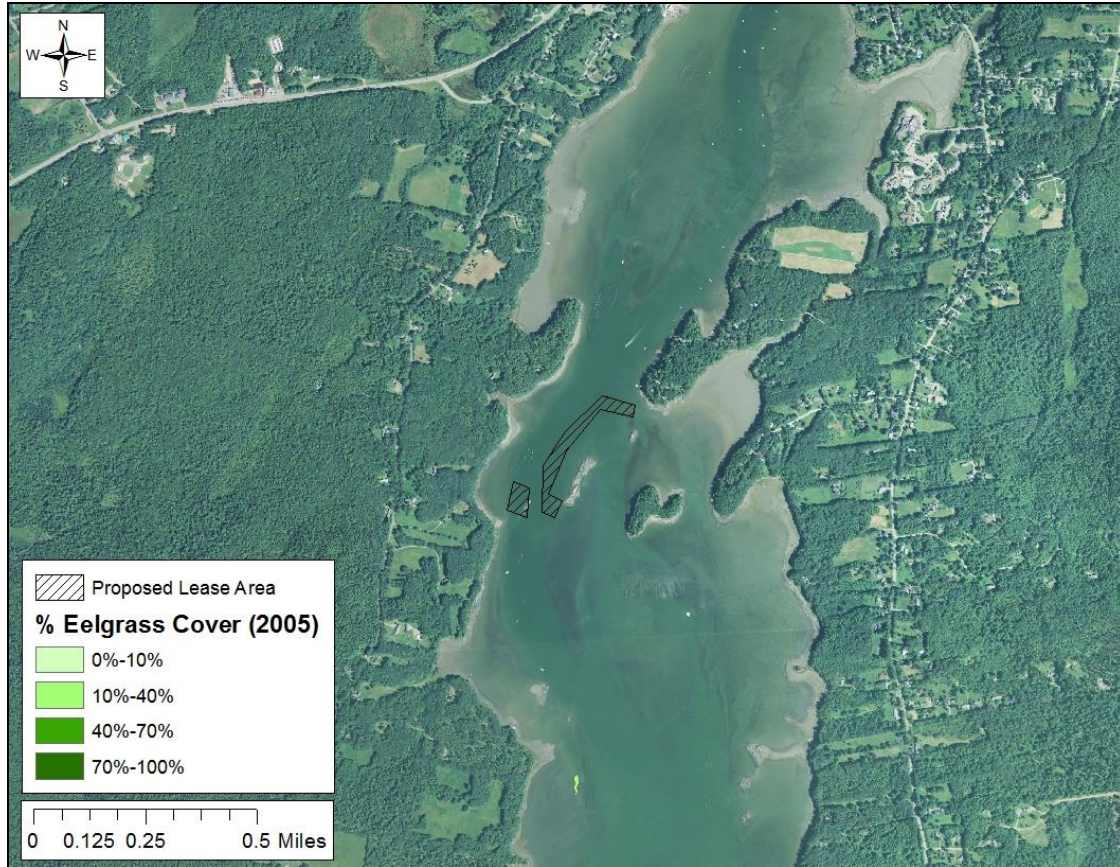 N
W E
S
Proposed Lease Area
% Eelgrass Cover (2005)
0%-10%
10%-40%
40%-70%
70%-100%
0 0.125 0.25 0.5 Miles